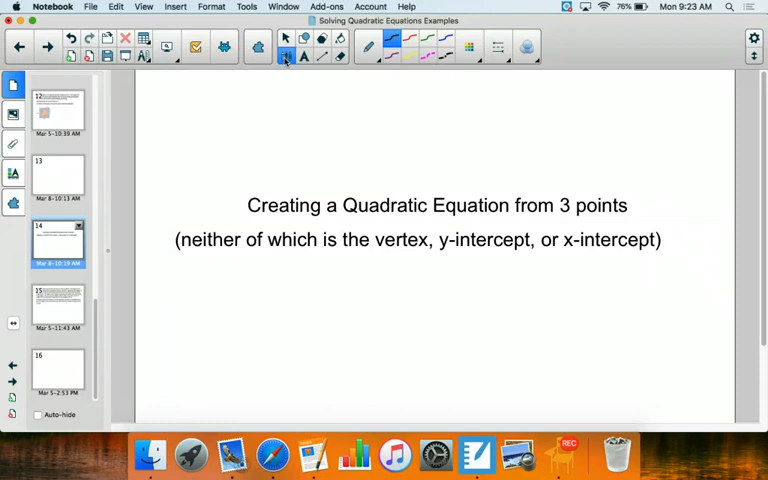 Notebook File Edit View Insert Format Tools Window Add-ons Account Help 76% Mon 9:23 AM
Solving Quadratic Equations Examples
12
Mar 5-10:39 AM
13
Mar 8-10:13 AM
14
Mar 8-10:19 AM
15
Mar 5-11:43 AM
16
Mar 5-2:53 PM
Auto-hide
Creating a Quadratic Equation from 3 points
(neither of which is the vertex, y-intercept, or x-intercept)
REC